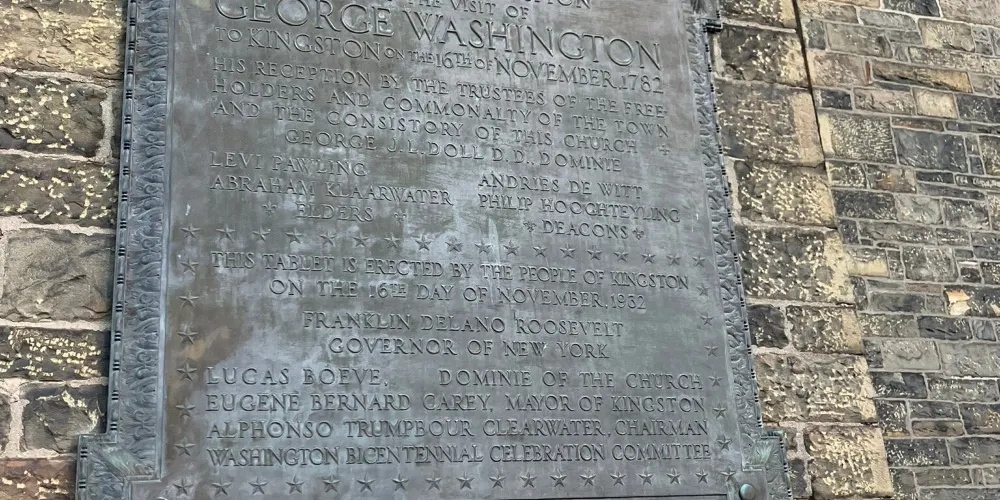 THE VISIT OF
GEORGE WASHINGTON
TO KINGSTON ON THE 16TH OF NOVEMBER, 1782
HIS RECEPTION BY THE TRUSTEES OF THE FREE-
HOLDERS AND COMMONALITY OF THE TOWN
AND THE CONSISTORY OF THIS CHURCH
GEORGE J. L. DOLL D. D., DOMINIE
LEVI PAWLING
ABRAHAM KLAARWATER
ELDERS
ANDRIES DE WITT
PHILIP HOOGHTEYLING
DEACONS
THIS TABLET IS ERECTED BY THE PEOPLE OF KINGSTON
ON THE 16TH DAY OF NOVEMBER, 1932
FRANKLIN DELANO ROOSEVELT
GOVERNOR OF NEW YORK
LUCAS BOEVE, DOMINIE OF THE CHURCH
EUGENE BERNARD CAREY, MAYOR OF KINGSTON
ALPHONSO TRUMPBOUR CLEARWATER, CHAIRMAN
WASHINGTON BICENTENNIAL CELEBRATION COMMITTEE